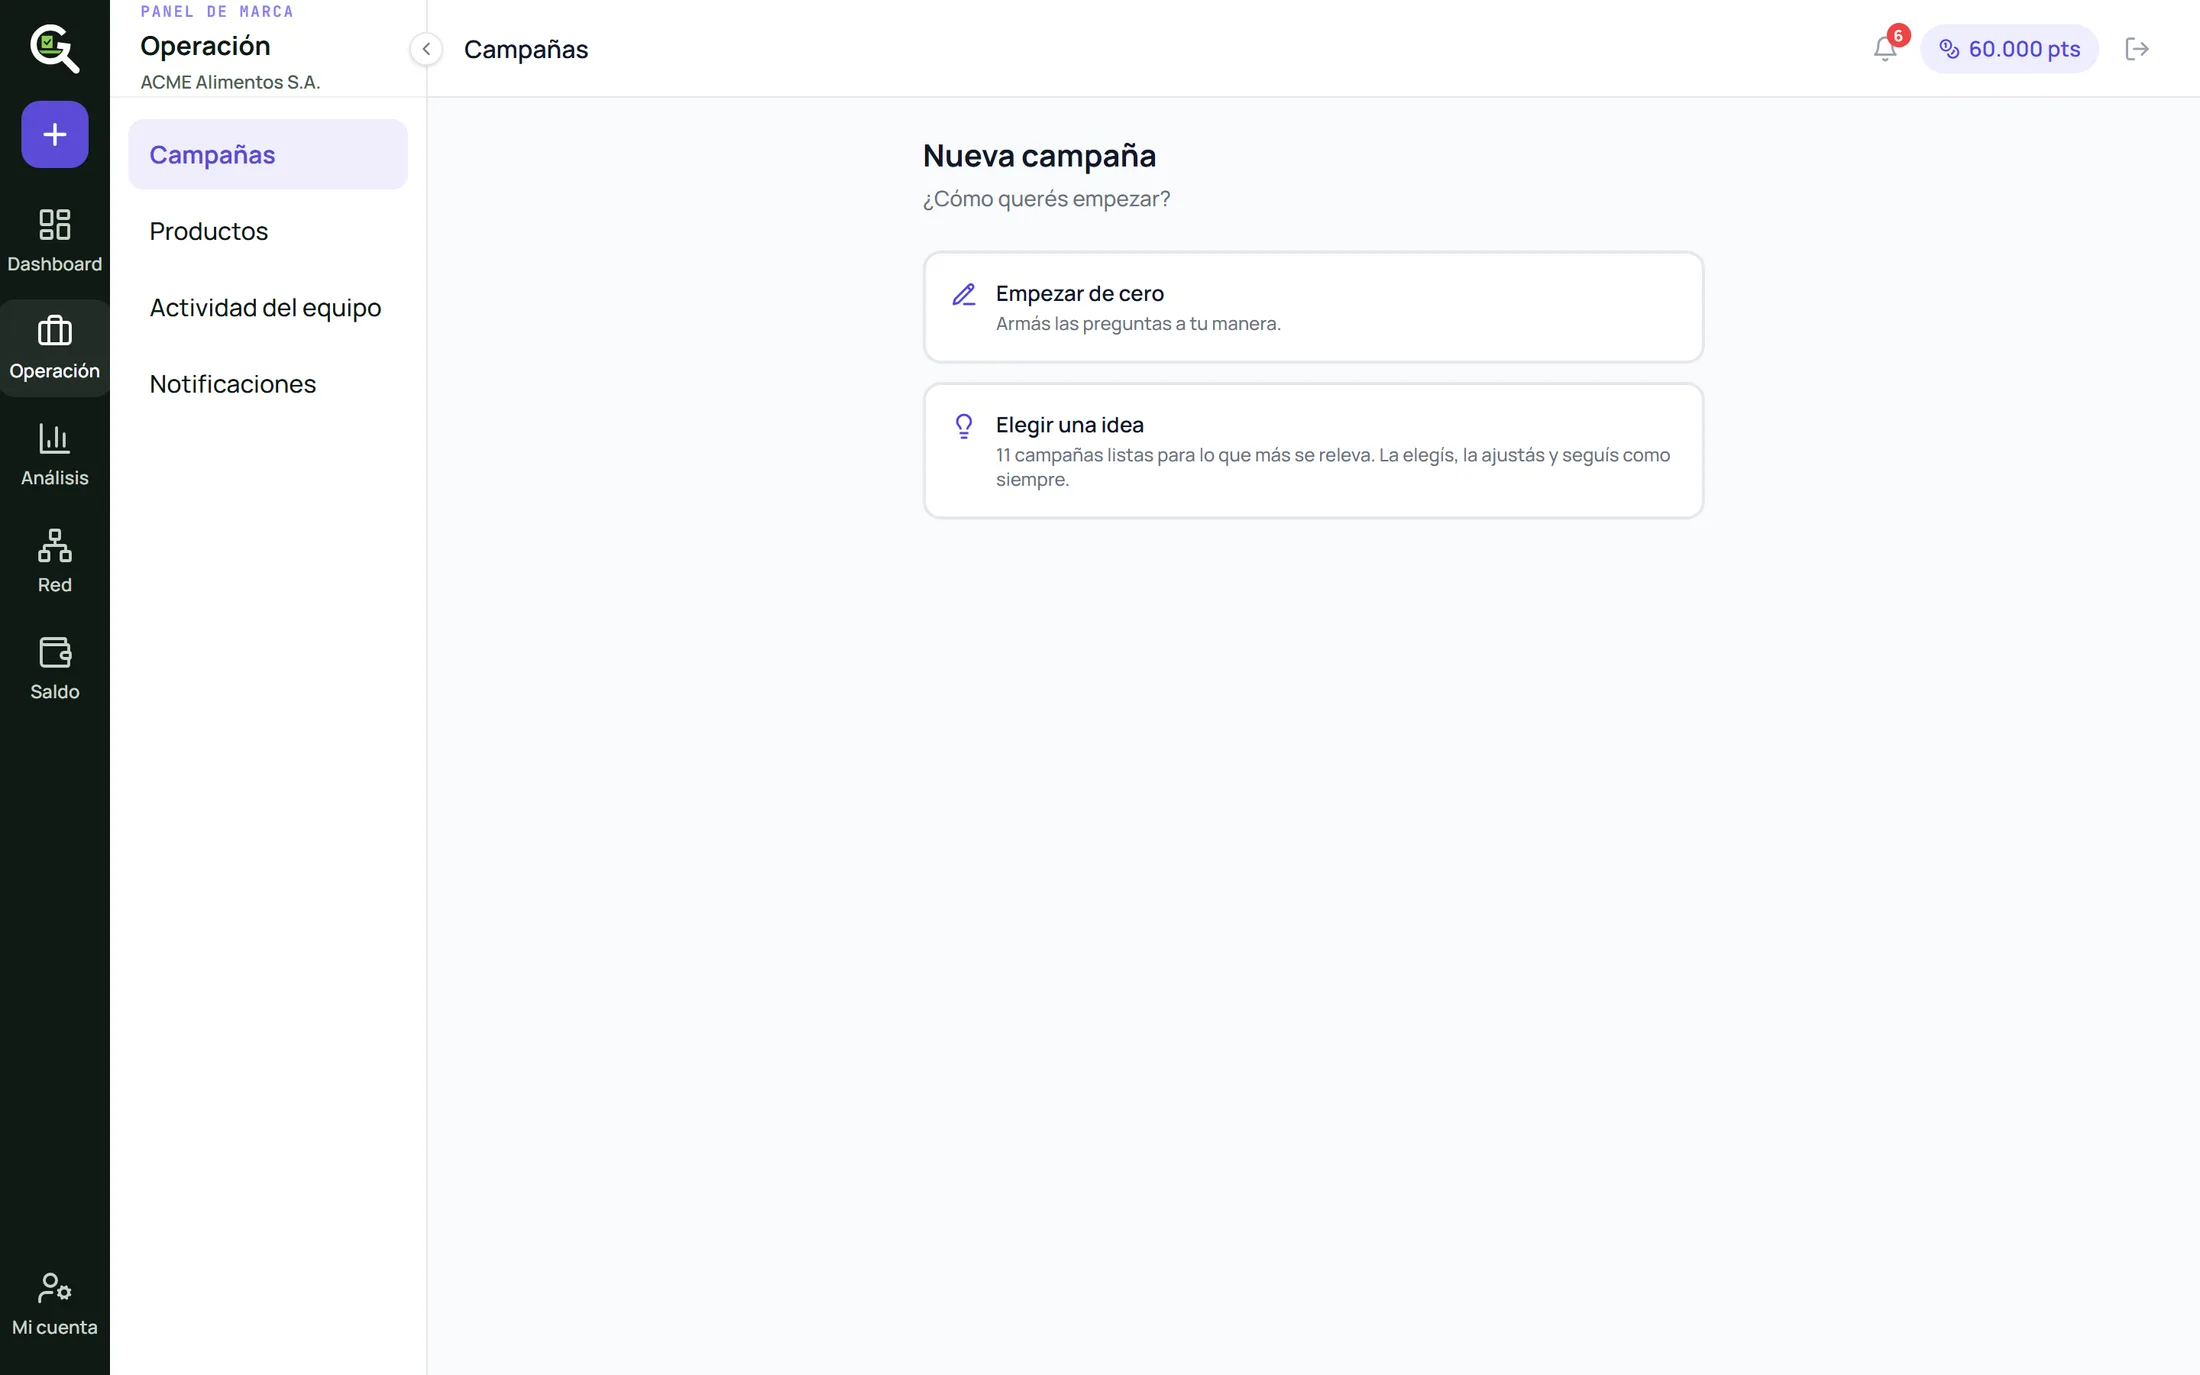 PANEL DE MARCA
Operación
ACME Alimentos S.A.
Campañas
6
60.000 pts
Dashboard
Operación
Análisis
Red
Saldo
Mi cuenta
Campañas
Productos
Actividad del equipo
Notificaciones
Nueva campaña
¿Cómo querés empezar?
Empezar de cero
Armás las preguntas a tu manera.
Elegir una idea
11 campañas listas para lo que más se releva. La elegís, la ajustás y seguís como
siempre.